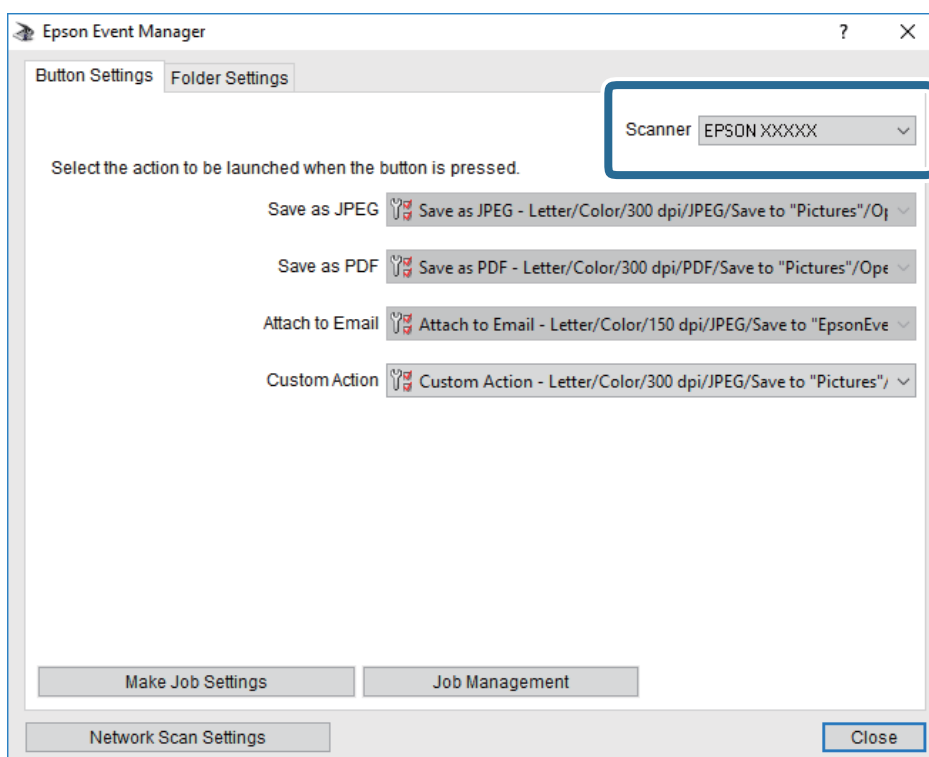 Epson Event Manager
?
Button Settings Folder Settings
Scanner EPSON XXXXX
Select the action to be launched when the button is pressed.
Save as JPEG Save as JPEG - Letter/Color/300 dpi/JPEG/Save to "Pictures"/O
Save as PDF Save as PDF - Letter/Color/300 dpi/PDF/Save to "Pictures"/Ope
Attach to Email Attach to Email - Letter/Color/150 dpi/JPEG/Save to "EpsonEve
Custom Action Custom Action - Letter/Color/300 dpi/JPEG/Save to "Pictures"/
Make Job Settings Job Management
Network Scan Settings Close